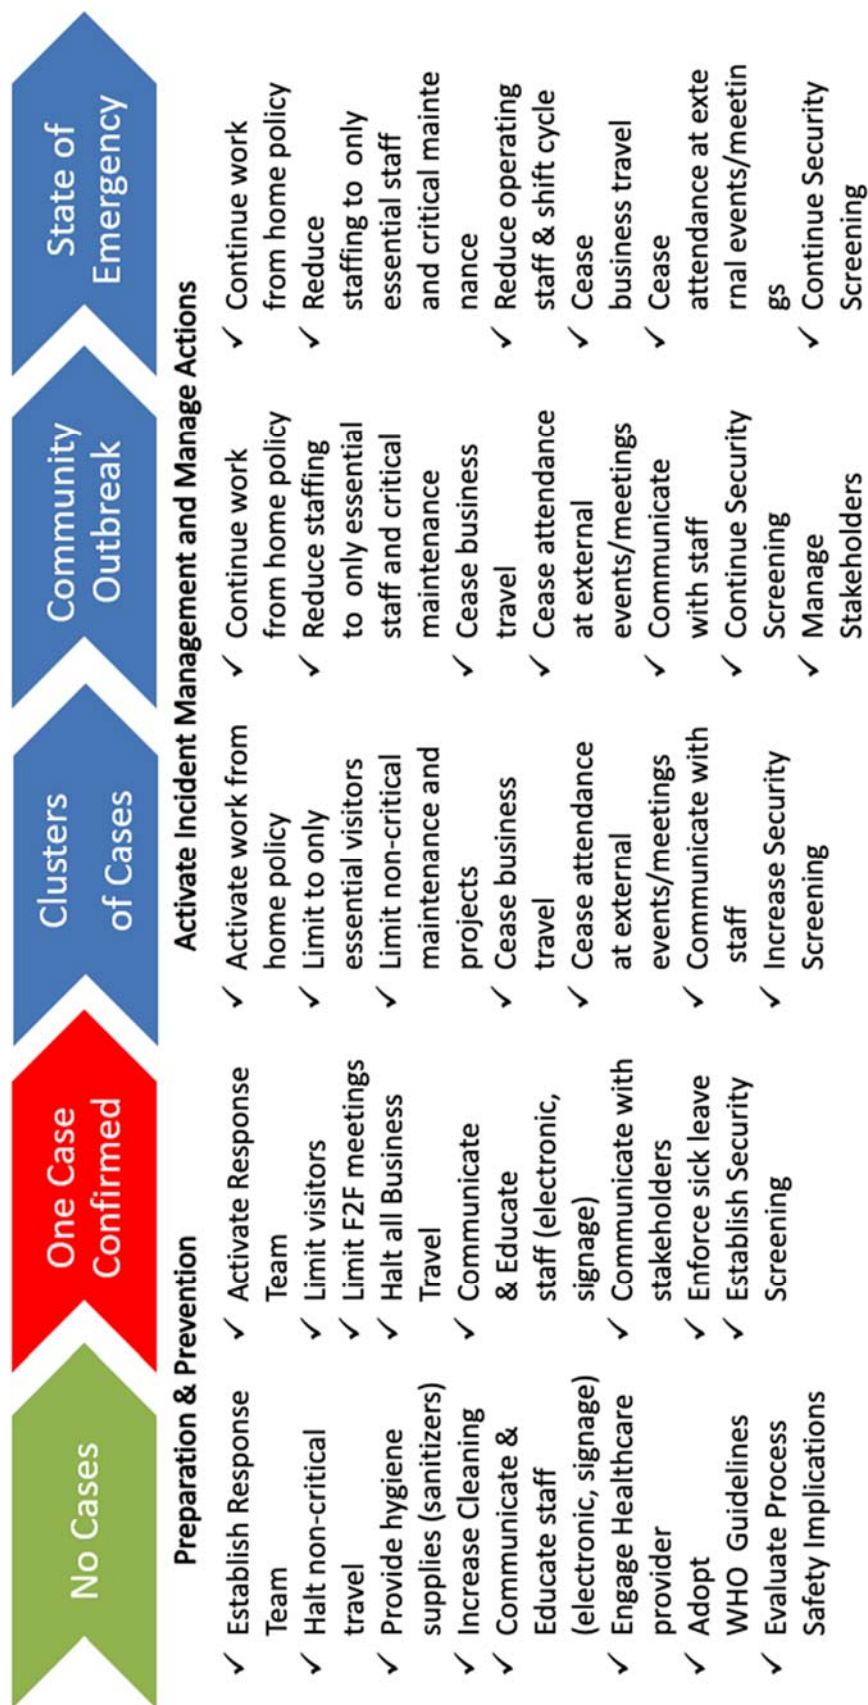 No Cases
One Case
Confirmed
Clusters
of Cases
Community
Outbreak
State of
Emergency
Preparation & Prevention
Activate Incident Management and Manage Actions
✓ Establish Response
Team
✓ Halt non-critical
travel
✓ Provide hygiene
supplies (sanitizers)
✓ Increase Cleaning
✓ Communicate &
Educate staff
(electronic, signage)
✓ Engage Healthcare
provider
✓ Adopt
WHO Guidelines
✓ Evaluate Process
Safety Implications
✓ Activate Response
Team
✓ Limit visitors
✓ Limit F2F meetings
✓ Halt all Business
Travel
✓ Communicate
& Educate
staff (electronic,
signage)
✓ Communicate with
stakeholders
✓ Enforce sick leave
✓ Establish Security
Screening
✓ Activate work from
home policy
✓ Limit to only
essential visitors
✓ Limit non-critical
maintenance and
projects
✓ Cease business
travel
✓ Cease attendance
at external
events/meetings
✓ Communicate with
staff
✓ Increase Security
Screening
✓ Continue work
from home policy
✓ Reduce staffing
to only essential
staff and critical
maintenance
✓ Cease business
travel
✓ Cease attendance
at external
events/meetings
✓ Communicate
with staff
✓ Continue Security
Screening
✓ Manage
Stakeholders
✓ Continue work
from home policy
✓ Reduce
staffing to only
essential staff
and critical mainte
nance
✓ Reduce operating
staff & shift cycle
✓ Cease
business travel
✓ Cease
attendance at exte
rnal events/meetin
gs
✓ Continue Security
Screening